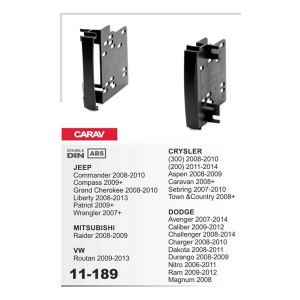 CARAV
DOUBLE
DIN ABS
JEEP
Commander 2008-2010
Compass 2009+
Grand Cherokee 2008-2010
Liberty 2008-2013
Patriot 2009+
Wrangler 2007+
MITSUBISHI
Raider 2008-2009
VW
Routan 2009-2013
11-189
CRYSLER
(300) 2008-2010
(200) 2011-2014
Aspen 2008-2009
Caravan 2008+
Sebring 2007-2010
Town &Country 2008+
DODGE
Avenger 2007-2014
Caliber 2009-2012
Challenger 2008-2014
Charger 2008-2010
Dakota 2008-2011
Durango 2008-2009
Nitro 2006-2011
Ram 2009-2012
Magnum 2008